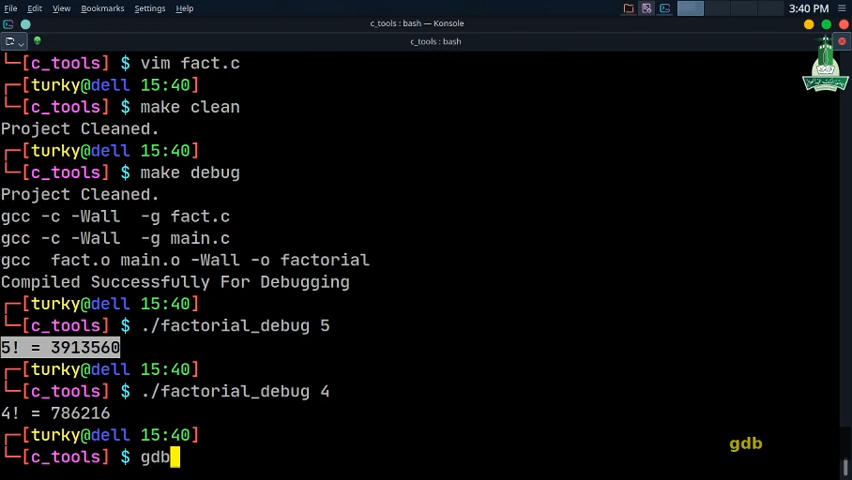 File Edit View Bookmarks Settings Help
3:40 PM
c_tools : bash — Konsole
c_tools : bash
└─[c_tools] $ vim fact.c
┌─[turky@dell 15:40]
└─[c_tools] $ make clean
Project Cleaned.
┌─[turky@dell 15:40]
└─[c_tools] $ make debug
Project Cleaned.
gcc -c -Wall  -g fact.c
gcc -c -Wall  -g main.c
gcc  fact.o main.o -Wall -o factorial
Compiled Successfully For Debugging
┌─[turky@dell 15:40]
└─[c_tools] $ ./factorial_debug 5
5! = 3913560
┌─[turky@dell 15:40]
└─[c_tools] $ ./factorial_debug 4
4! = 786216
┌─[turky@dell 15:40]
└─[c_tools] $ gdb
gdb